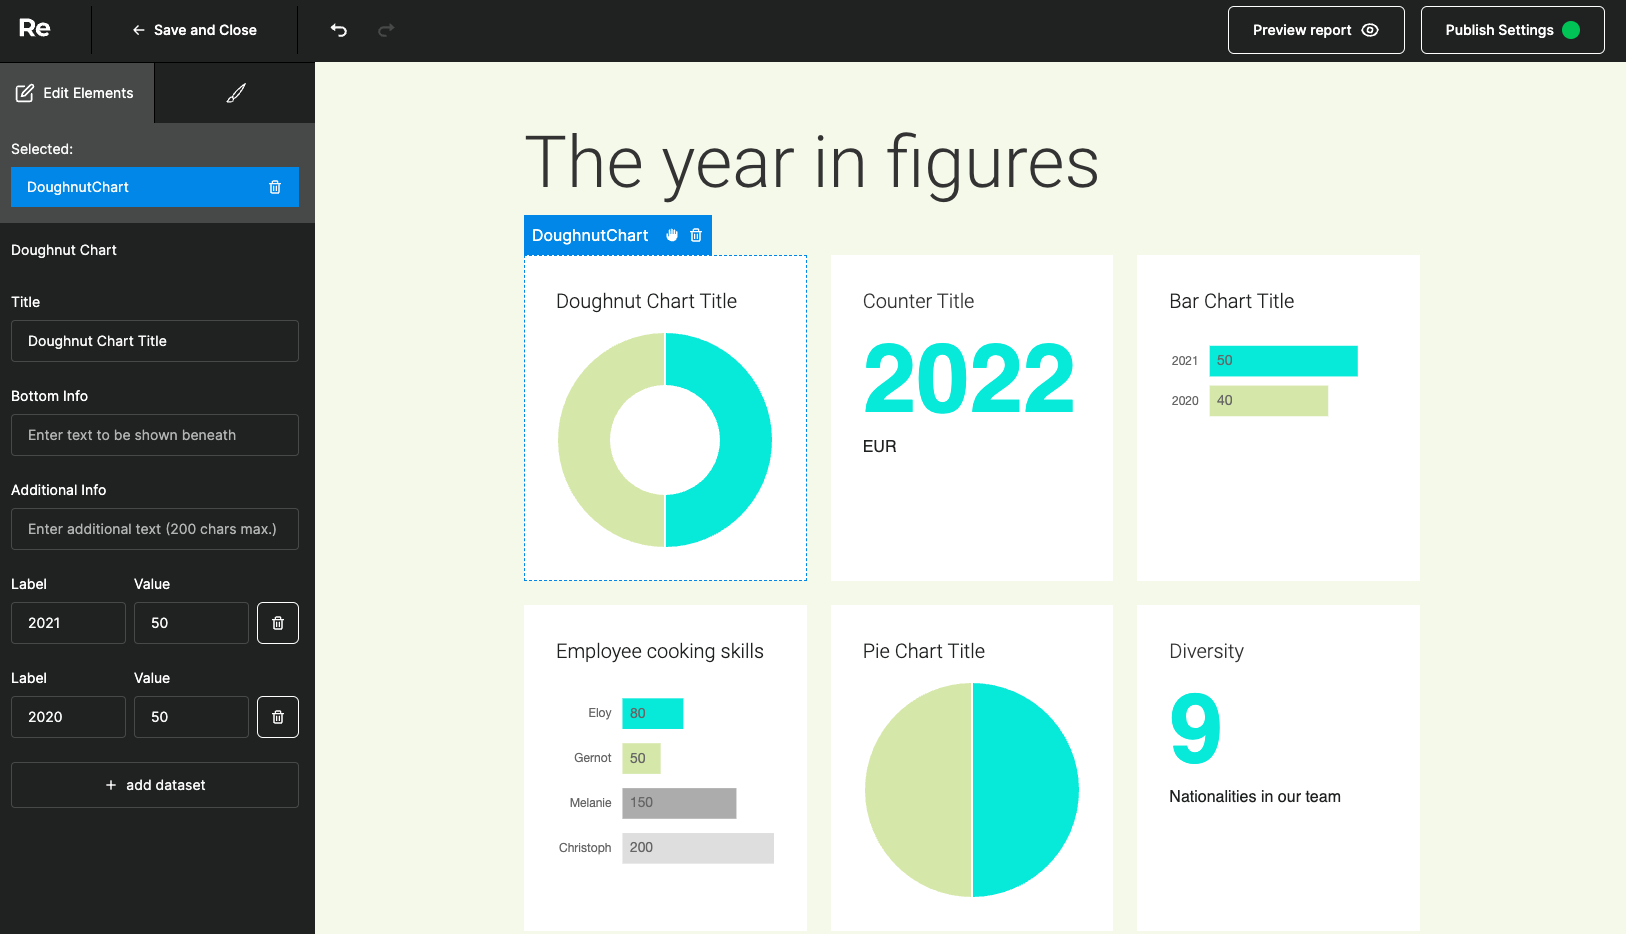 Re
Save and Close
Preview report
Publish Settings
Edit Elements
Selected:
DoughnutChart
Doughnut Chart
Title
Doughnut Chart Title
Bottom Info
Enter text to be shown beneath
Additional Info
Enter additional text (200 chars max.)
Label Value
2021 50
Label Value
2020 50
+ add dataset
The year in figures
DoughnutChart
Doughnut Chart Title
Counter Title
2022
EUR
Bar Chart Title
2021 50
2020 40
Employee cooking skills
Eloy 80
Gernot 50
Melanie 150
Christoph 200
Pie Chart Title
Diversity
9
Nationalities in our team